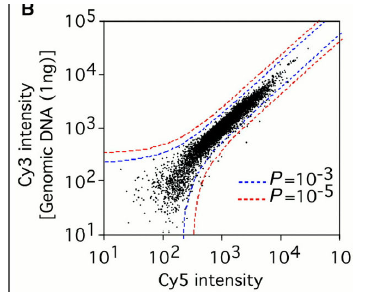 B
10^5
10^4
10^3
10^2
10^1
Cy3 intensity
[Genomic DNA (1ng)]
P=10^-3
P=10^-5
10^1 10^2 10^3 10^4 10
Cy5 intensity